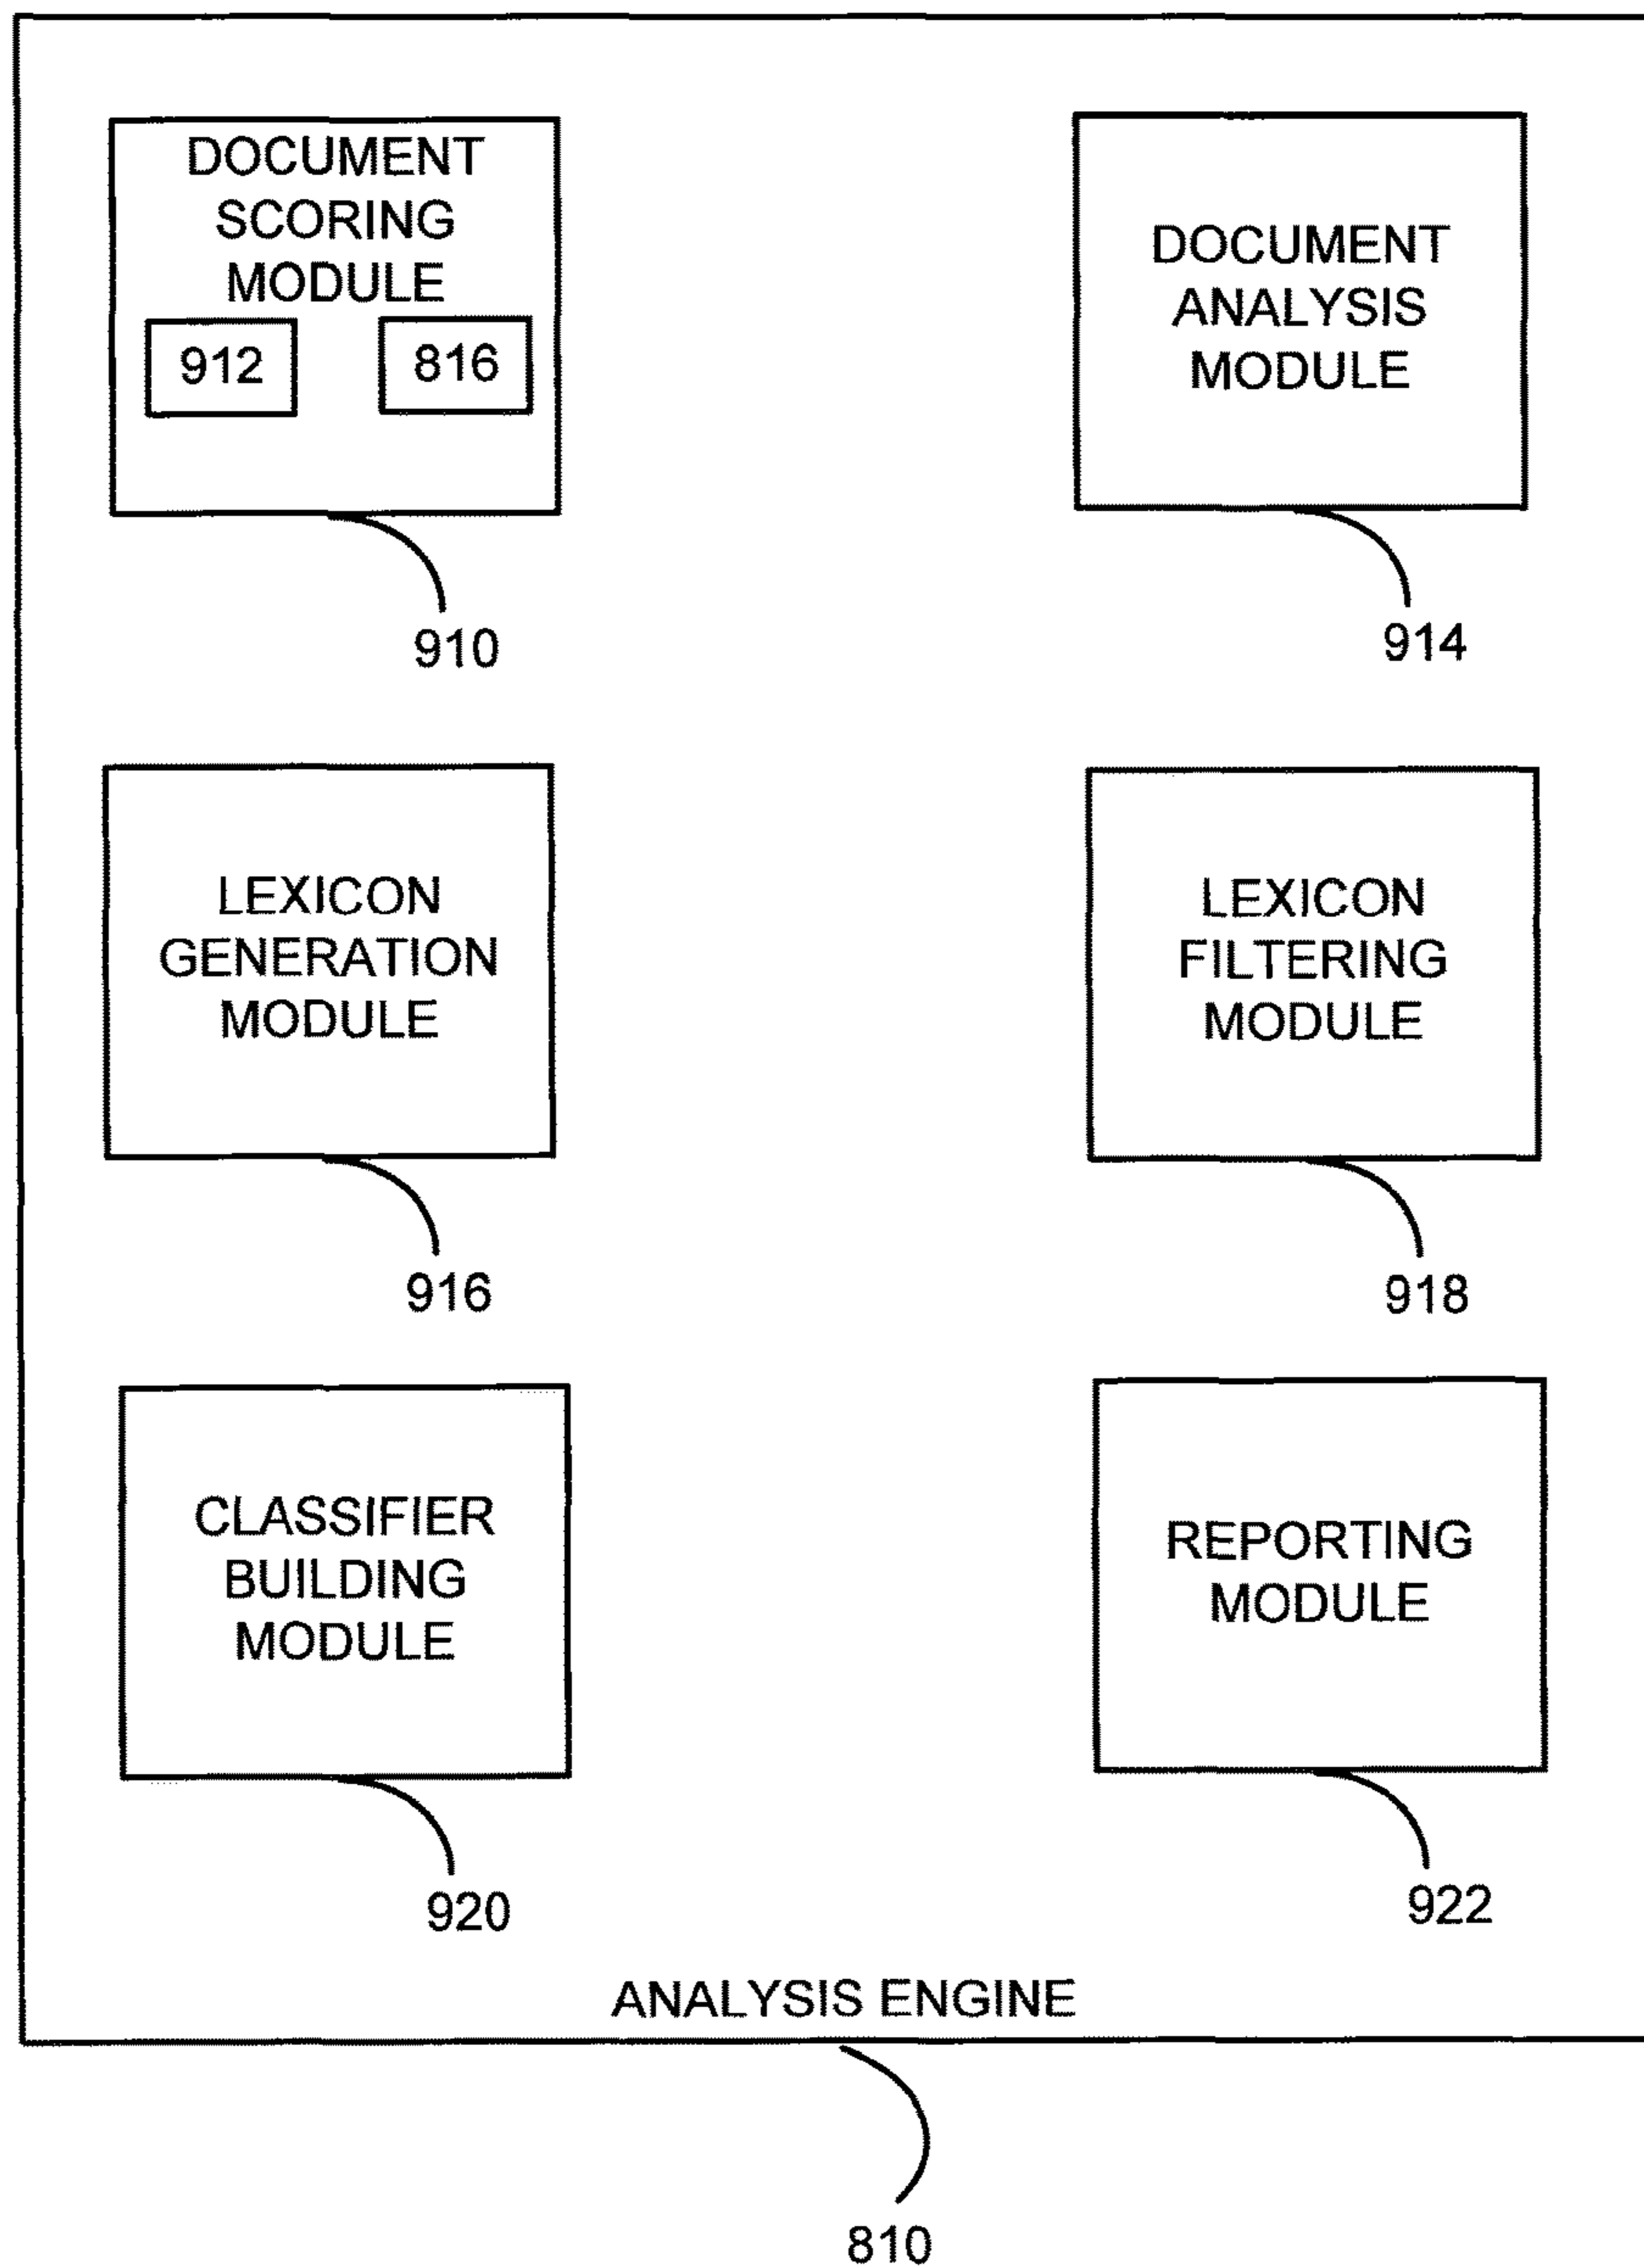 DOCUMENT
SCORING
MODULE
912
816
910
DOCUMENT
ANALYSIS
MODULE
914
LEXICON
GENERATION
MODULE
916
LEXICON
FILTERING
MODULE
918
CLASSIFIER
BUILDING
MODULE
920
REPORTING
MODULE
922
ANALYSIS ENGINE
810